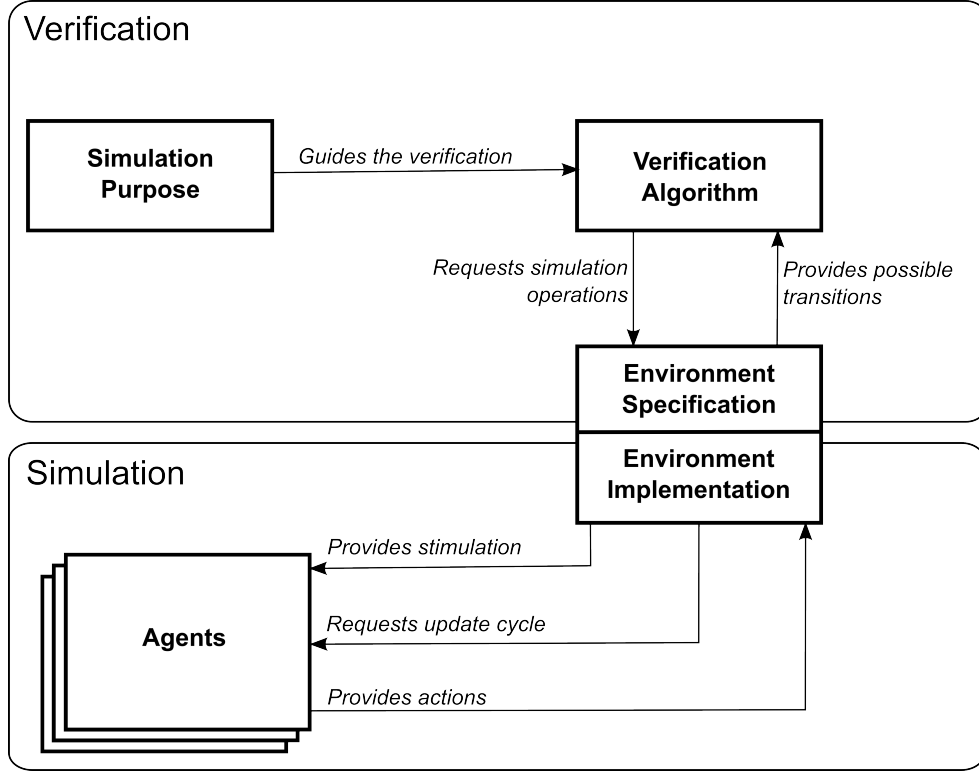 Verification
Simulation
Purpose
Guides the verification
Verification
Algorithm
Requests simulation
operations
Provides possible
transitions
Environment
Specification
Simulation
Environment
Implementation
Provides stimulation
Agents
Requests update cycle
Provides actions